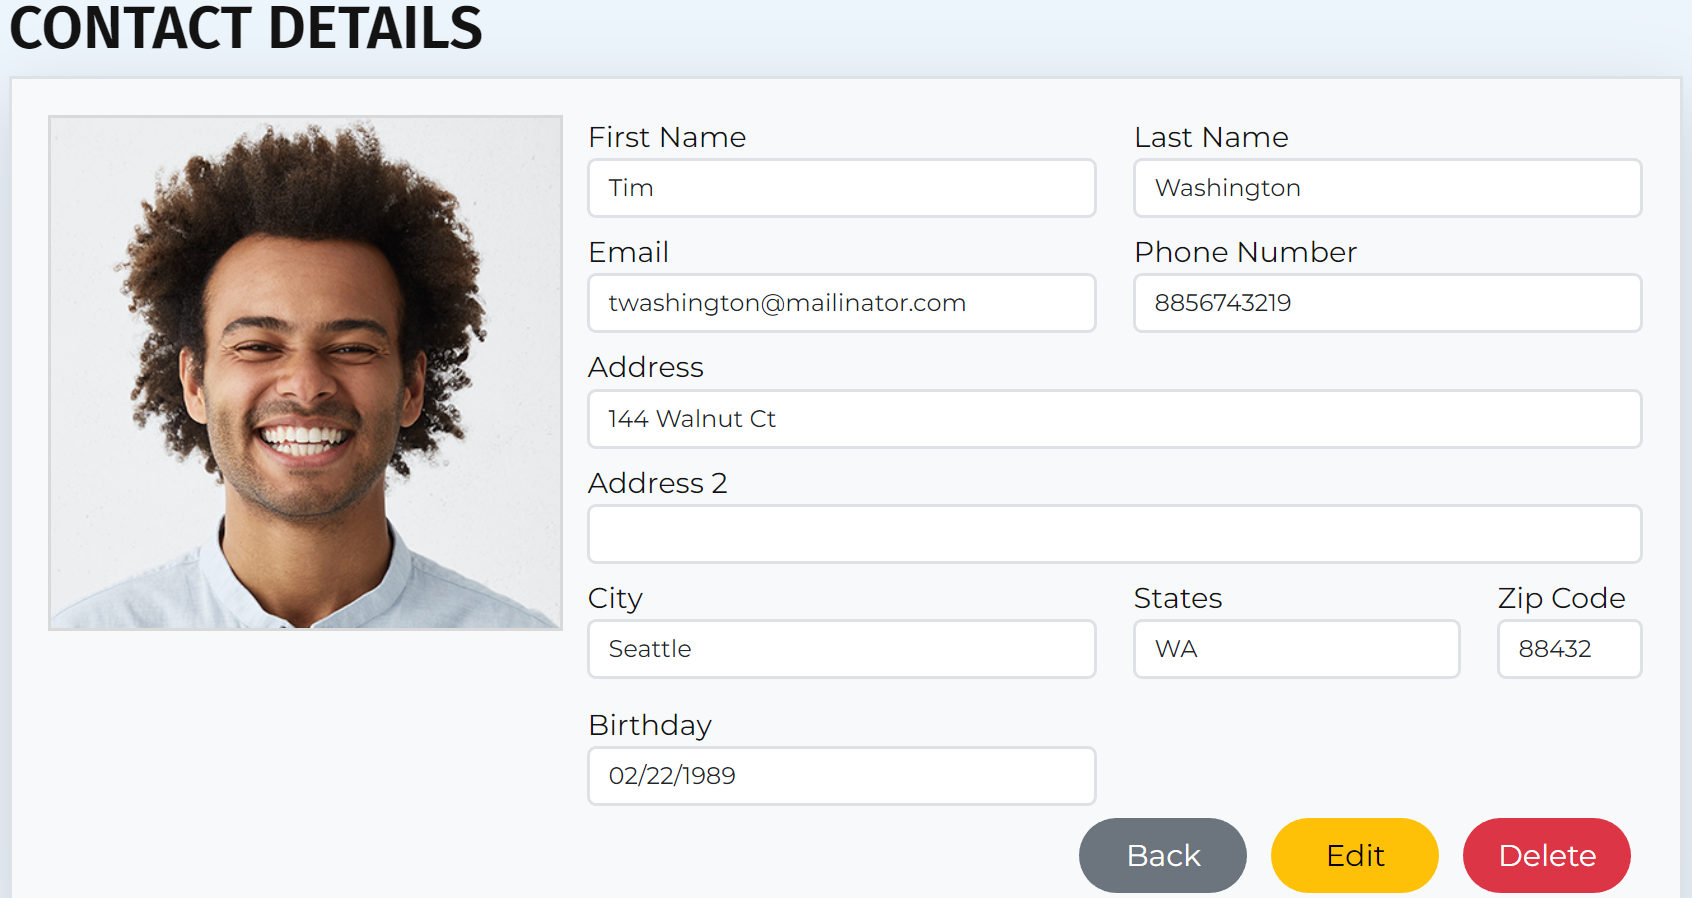 CONTACT DETAILS
First Name
Last Name
Tim
Washington
Email
Phone Number
twashington@mailinator.com
8856743219
Address
144 Walnut Ct
Address 2
City
States
Zip Code
Seattle
WA
88432
Birthday
02/22/1989
Back
Edit
Delete